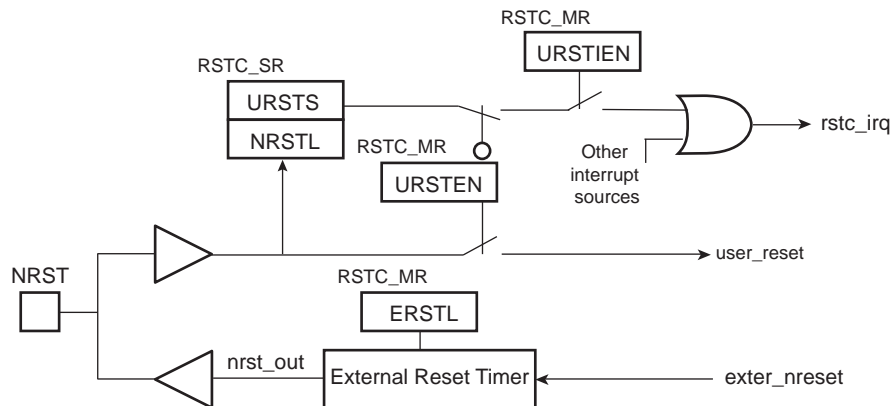 RSTC_MR
URSTIEN
RSTC_SR
URSTS
NRSTL
RSTC_MR
URSTEN
rstc_irq
Other
interrupt
sources
user_reset
NRST
RSTC_MR
ERSTL
nrst_out
External Reset Timer
exter_nreset